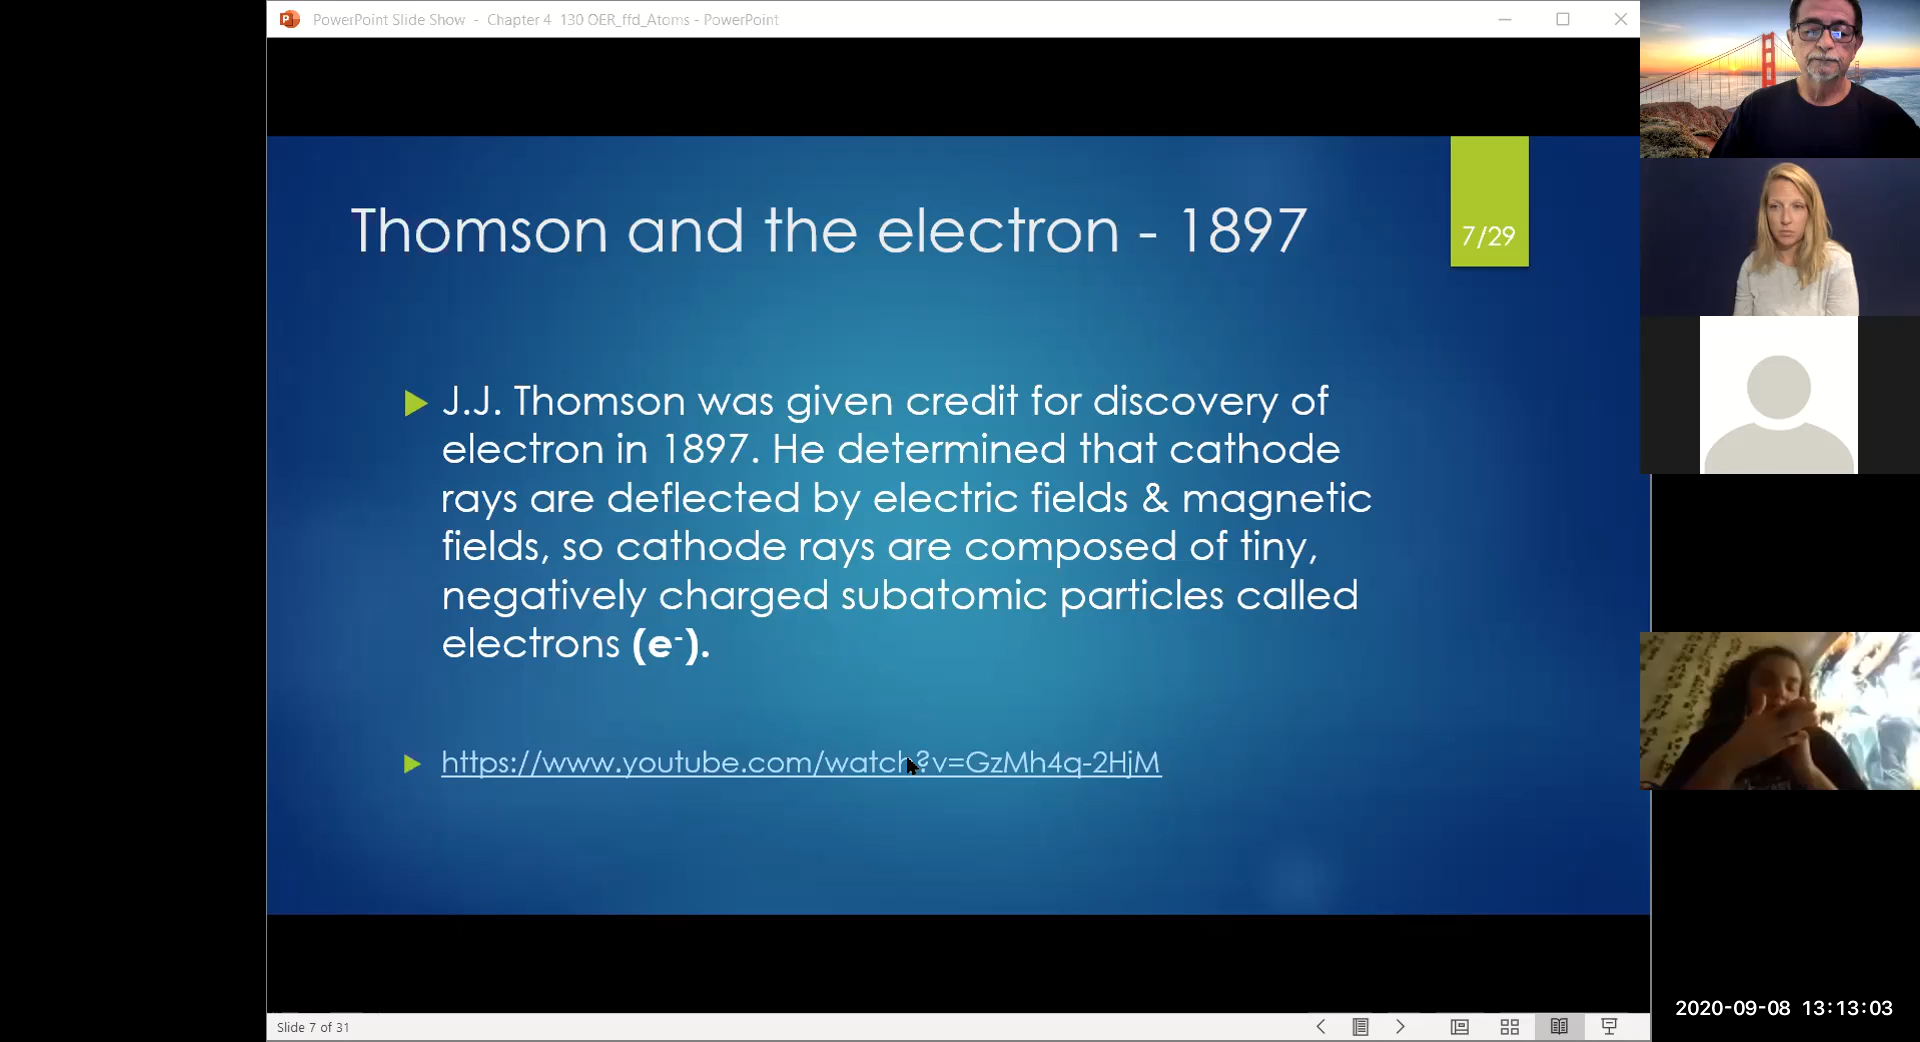 PowerPoint Slide Show - Chapter 4 130 OER_ffd_Atoms - PowerPoint
Thomson and the electron - 1897
7/29
J.J. Thomson was given credit for discovery of
electron in 1897. He determined that cathode
rays are deflected by electric fields & magnetic
fields, so cathode rays are composed of tiny,
negatively charged subatomic particles called
electrons (e-).
https://www.youtube.com/watch?v=GzMh4q-2HjM
2020-09-08 13:13:03
Slide 7 of 31